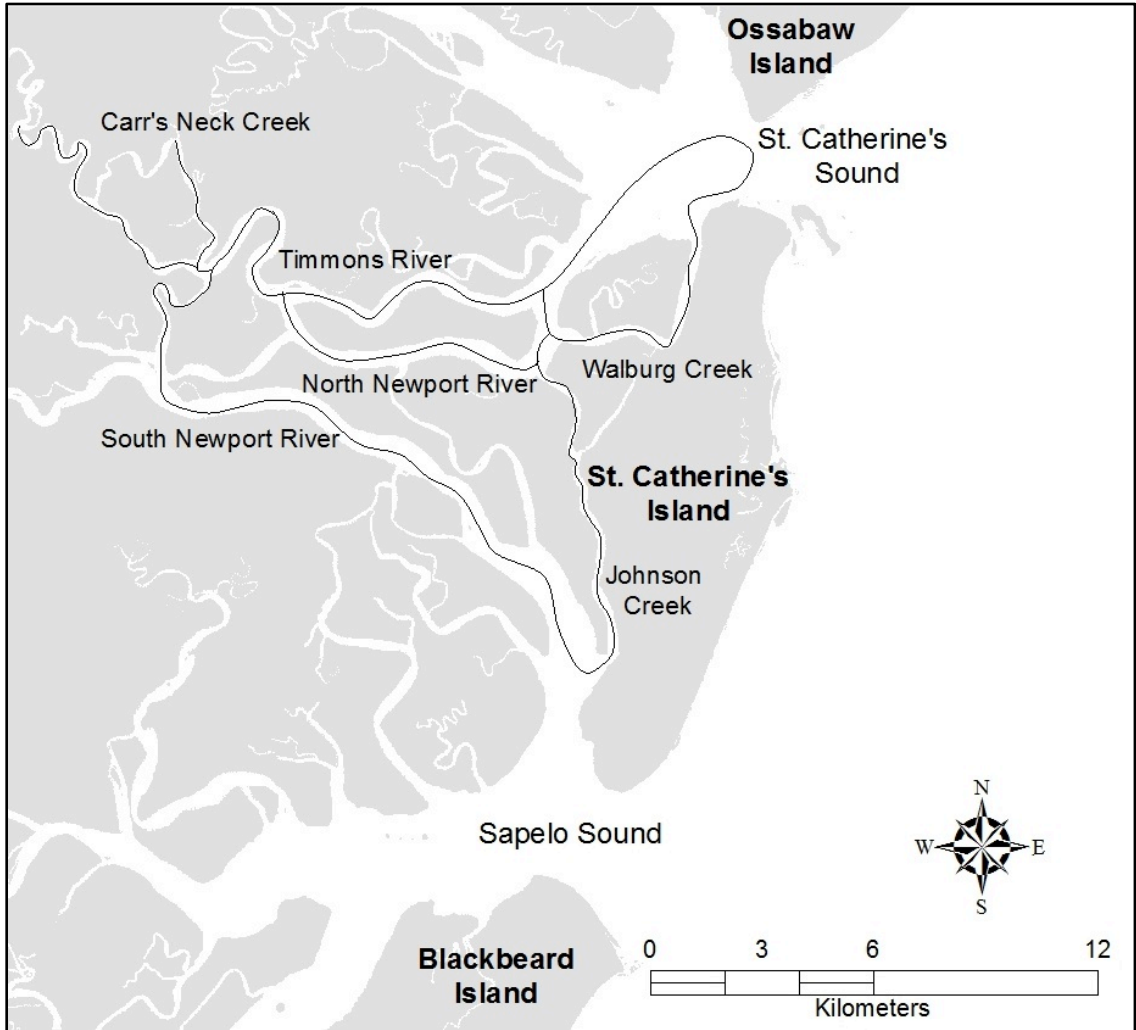 Ossabaw
Island
Carr's Neck Creek
St. Catherine's
Sound
Timmons River
Walburg Creek
North Newport River
South Newport River
St. Catherine's
Island
Johnson
Creek
Sapelo Sound
N
W
E
S
Blackbeard
Island
0 3 6 12
Kilometers